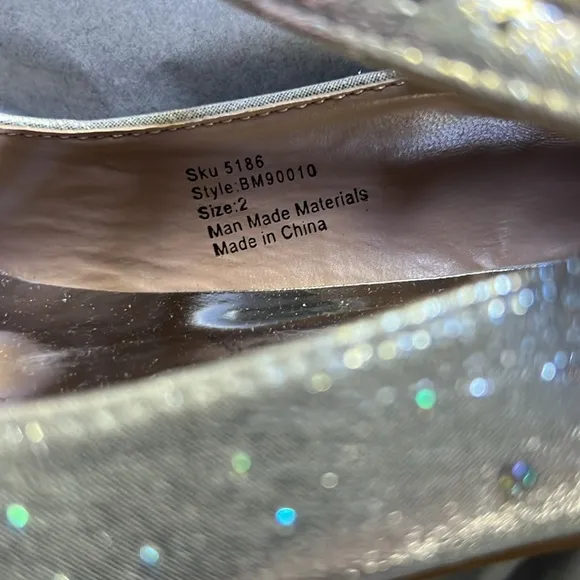 Sku 5186
Style:BM90010
Size:2
Man Made Materials
Made in China